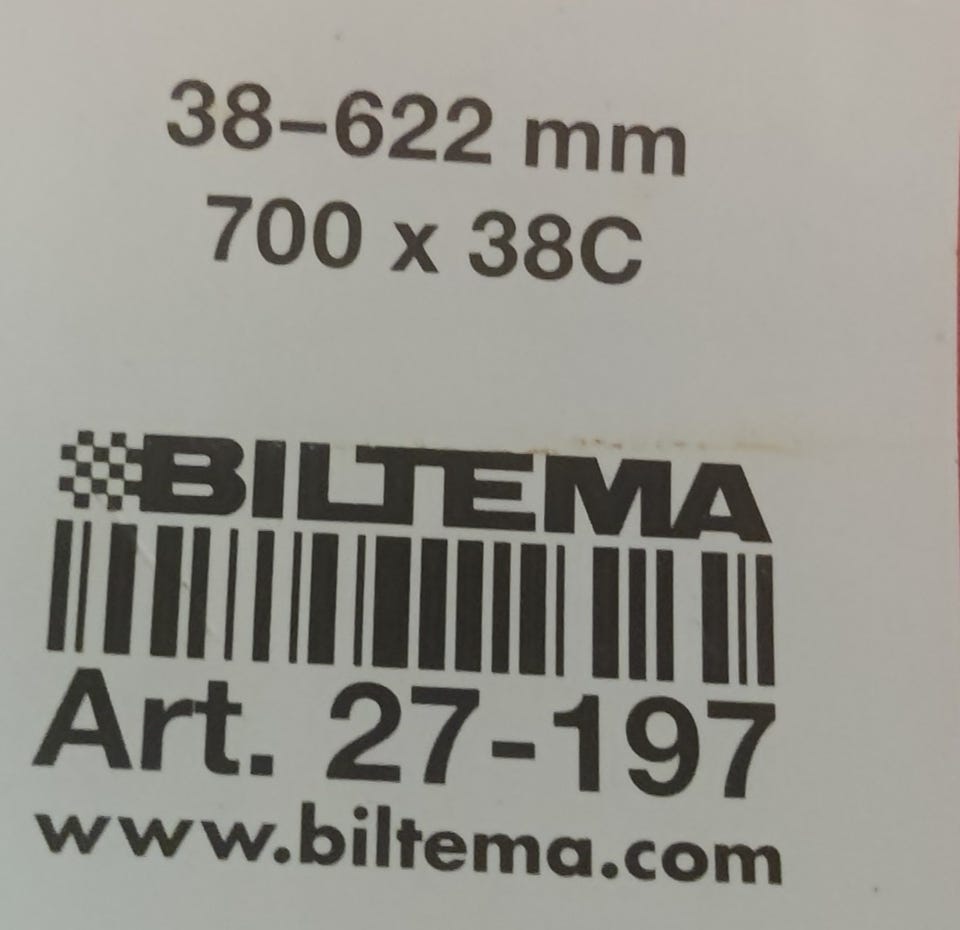 38–622 mm
700 x 38C
BILTEMA
Art. 27-197
www.biltema.com